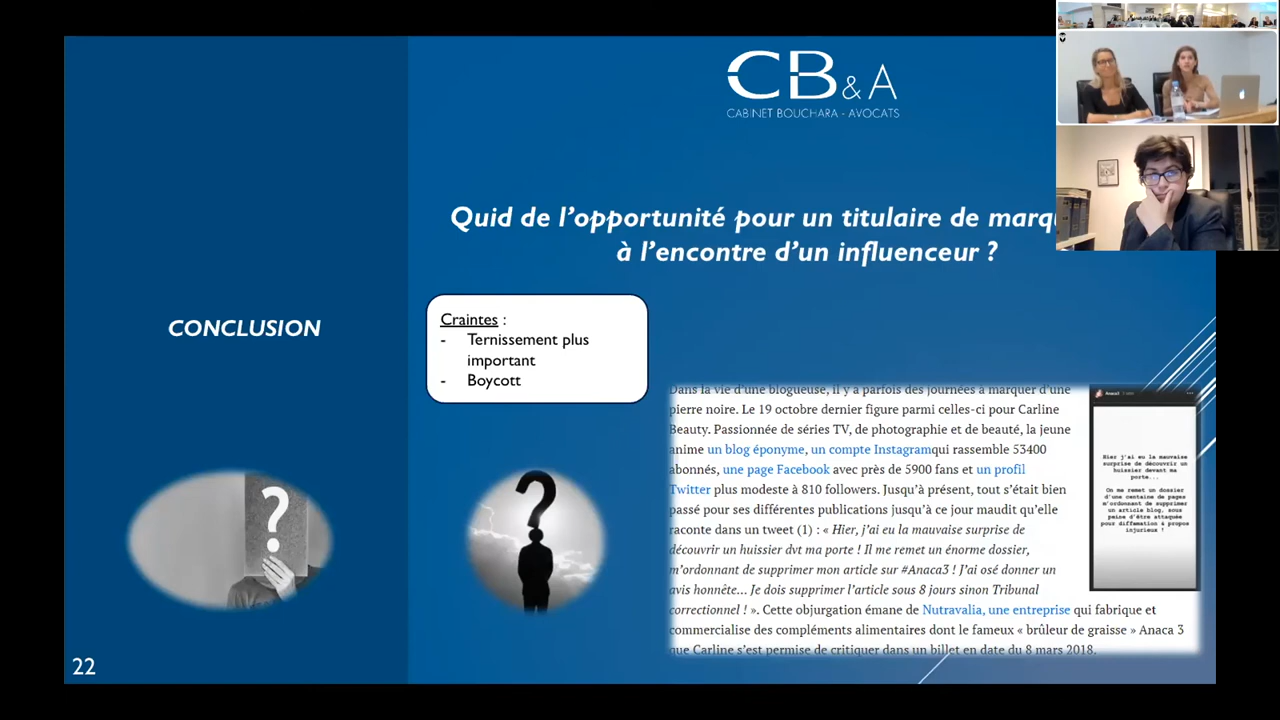 CB & A
CABINET BOUCHARA - AVOCATS
Quid de l'opportunité pour un titulaire de
à l'encontre d'un influenceur ?
CONCLUSION
Craintes :
- Ternissement plus
important
- Boycott
Dans la vie d'une blogueuse, il y a parfois des journées à marquer d'une
pierre noire. Le 19 octobre dernier figure parmi celles-ci pour Carline
Beauty. Passionnée de séries TV, de photographie et de beauté, la jeune
anime un blog éponyme, un compte Instagramqui rassemble 53400
abonnés, une page Facebook avec près de 5900 fans et un profil
Twitter plus modeste à 810 followers. Jusqu'à présent, tout s'était bien
passé pour ses différentes publications jusqu'à ce jour maudit qu'elle
raconte dans un tweet (1) : « Hier, j'ai eu la mauvaise surprise de
découvrir un huissier dvt ma porte ! Il me remet un énorme dossier,
m'ordonnant de supprimer mon article sur #Anaca3 ! J'ai osé donner un
avis honnête... Je dois supprimer l'article sous 8 jours sinon Tribunal
correctionnel ! ». Cette objurgation émane de Nutravalia, une entreprise qui fabrique et
commercialise des compléments alimentaires dont le fameux « brûleur de graisse » Anaca 3
que Carline s'est permise de critiquer dans un billet en date du 8 mars 2018.
Anaca3
Hier j'ai eu la mauvaise
surprise de découvrir un
huissier devant ma
porte...
On me remet un dossier
d'une centaine de pages
m'ordonnant de supprimer
un article blog, sous
peine d'être attaquée
pour diffamation à propos
injurieux !
22